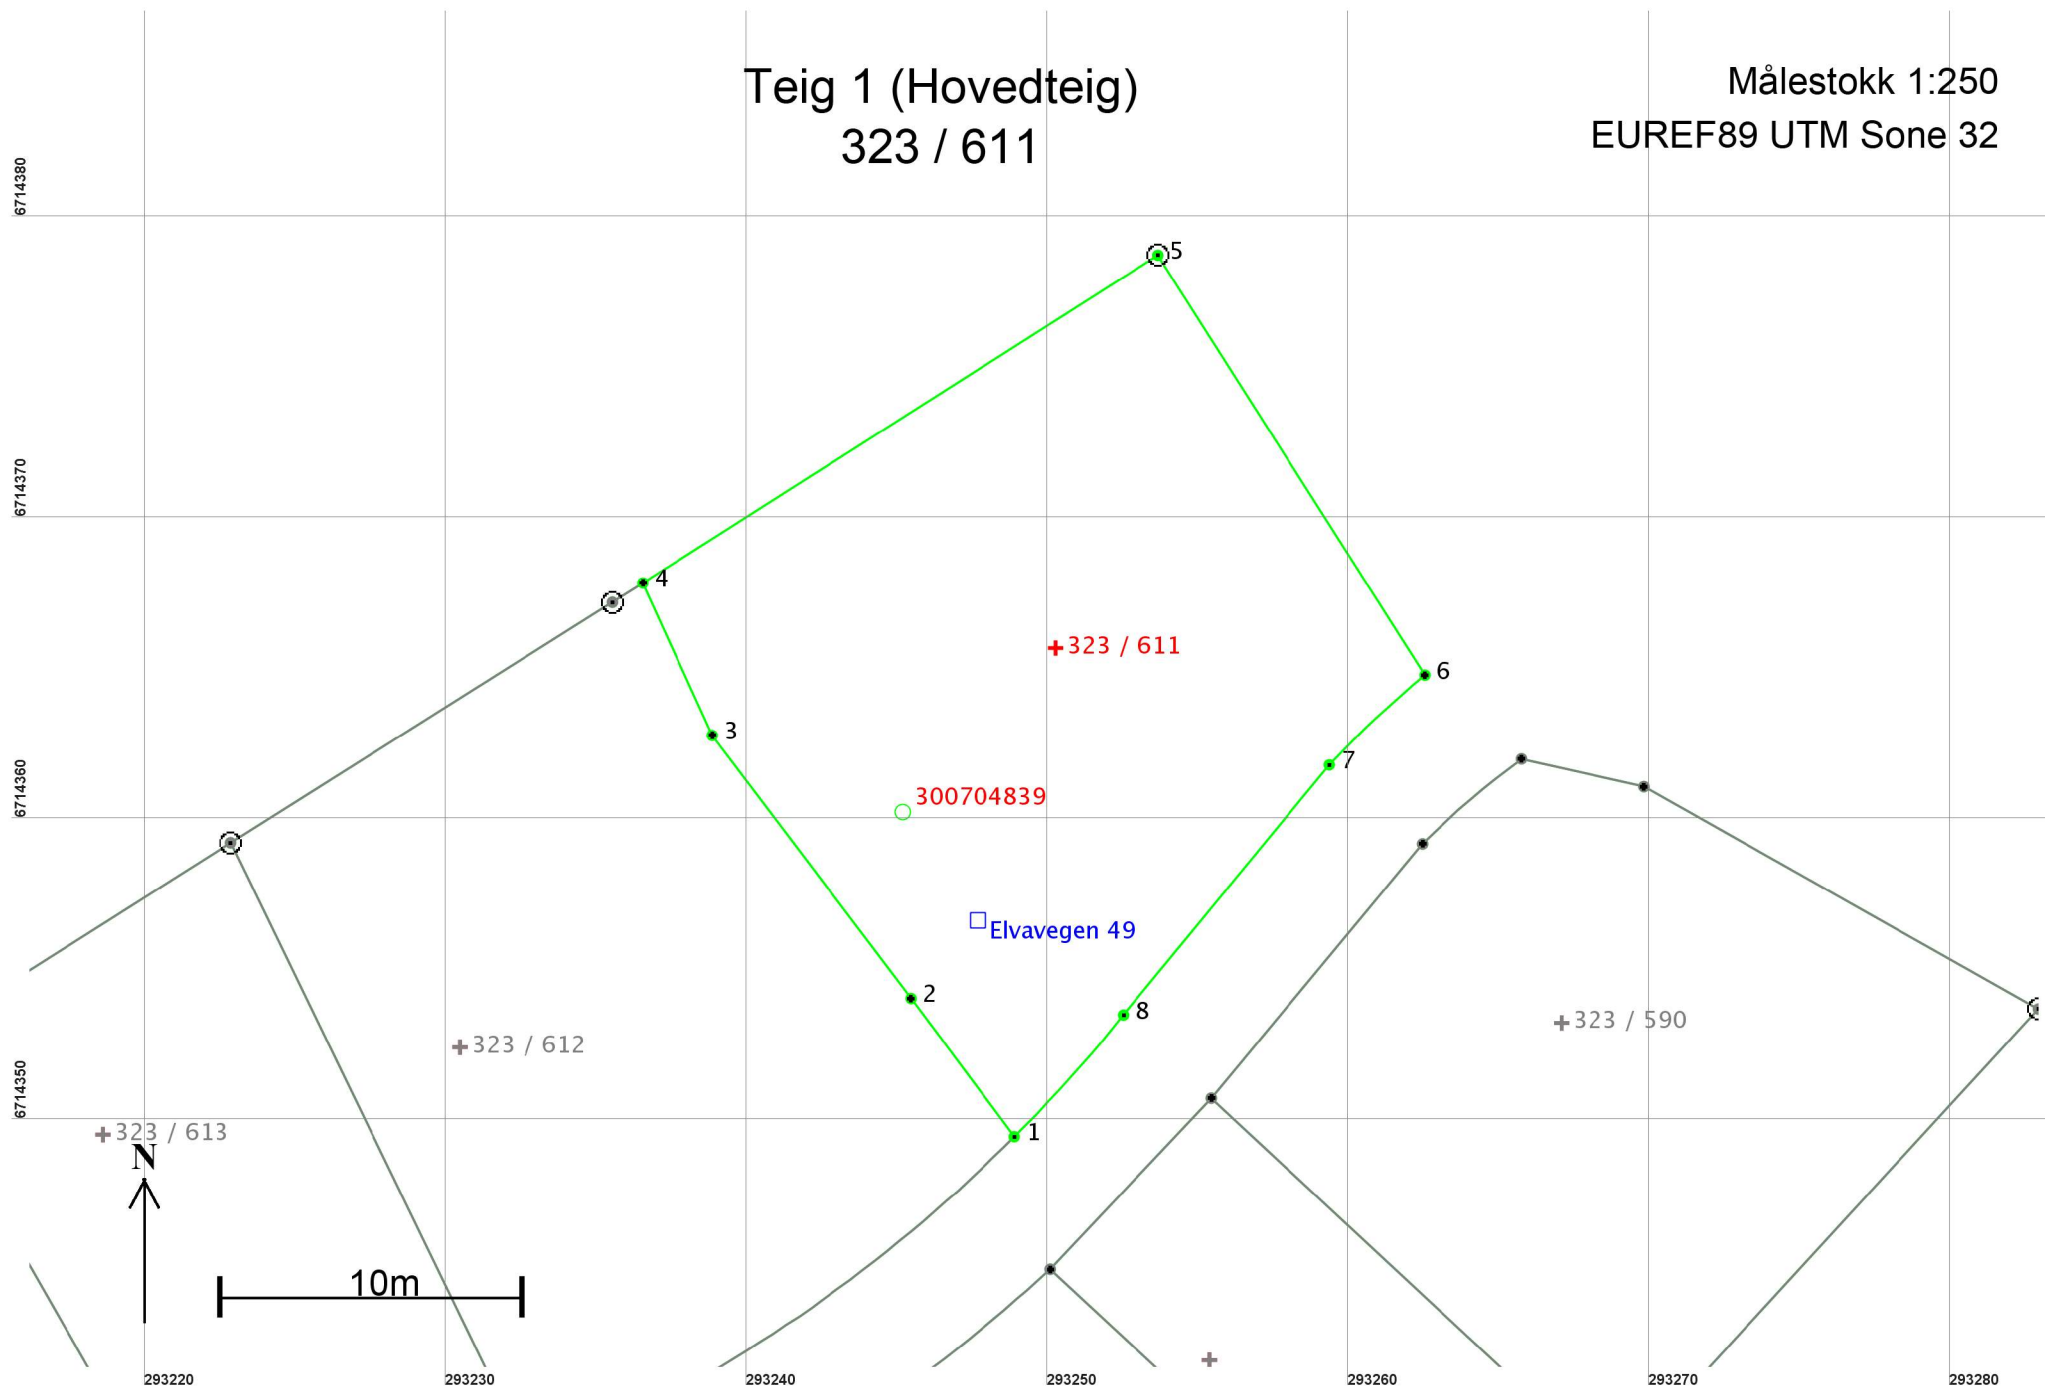 Teig 1 (Hovedteig)
323 / 611
Målestokk 1:250
EUREF89 UTM Sone 32
6714380
5
6714370
4
323 / 611
6
3
7
300704839
6714360
Elvavegen 49
2
8
323 / 590
323 / 612
6714350
1
323 / 613
N
10m
293220
293230
293240
293250
293260
293270
293280